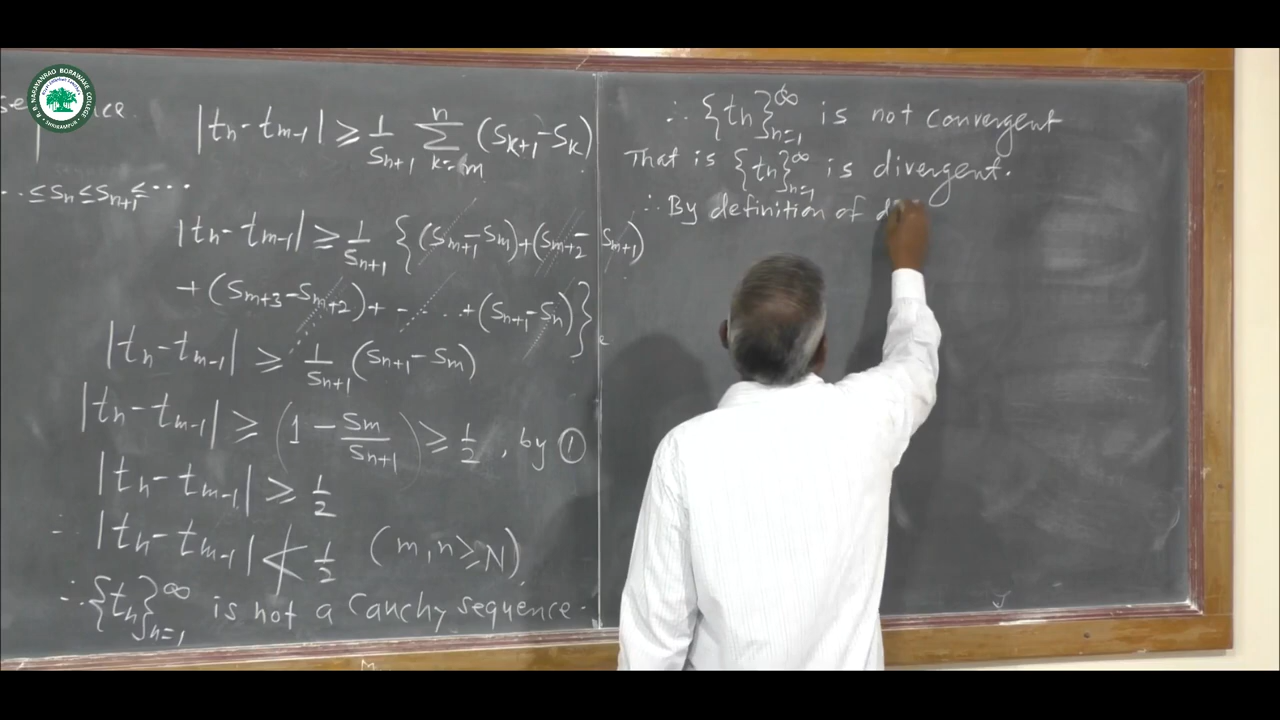 R. B. NARAYANRAO BORAWAKE COLLEGE
SHRIRAMPUR
|tn - tm-1| ≥ 1/Sn+1 Σ_{k=m}^{n} (Sk+1 - Sk)
... ≤ Sn ≤ Sn+1 ≤ ...
|tn - tm-1| ≥ 1/Sn+1 {(Sm+1 - Sm) + (Sm+2 - Sm+1)
+ (Sm+3 - Sm+2) + - . . . + (Sn+1 - Sn)}
|tn - tm-1| ≥ 1/Sn+1 (Sn+1 - Sm)
|tn - tm-1| ≥ (1 - Sm/Sn+1) ≥ 1/2, by ①
|tn - tm-1| ≥ 1/2
∴ |tn - tm-1| ≮ 1/2 (m, n ≥ N)
∴ {tn}_{n=1}^∞ is not a Cauchy sequence.
∴ {tn}_{n=1}^∞ is not convergent
That is {tn}_{n=1}^∞ is divergent.
∴ By definition of